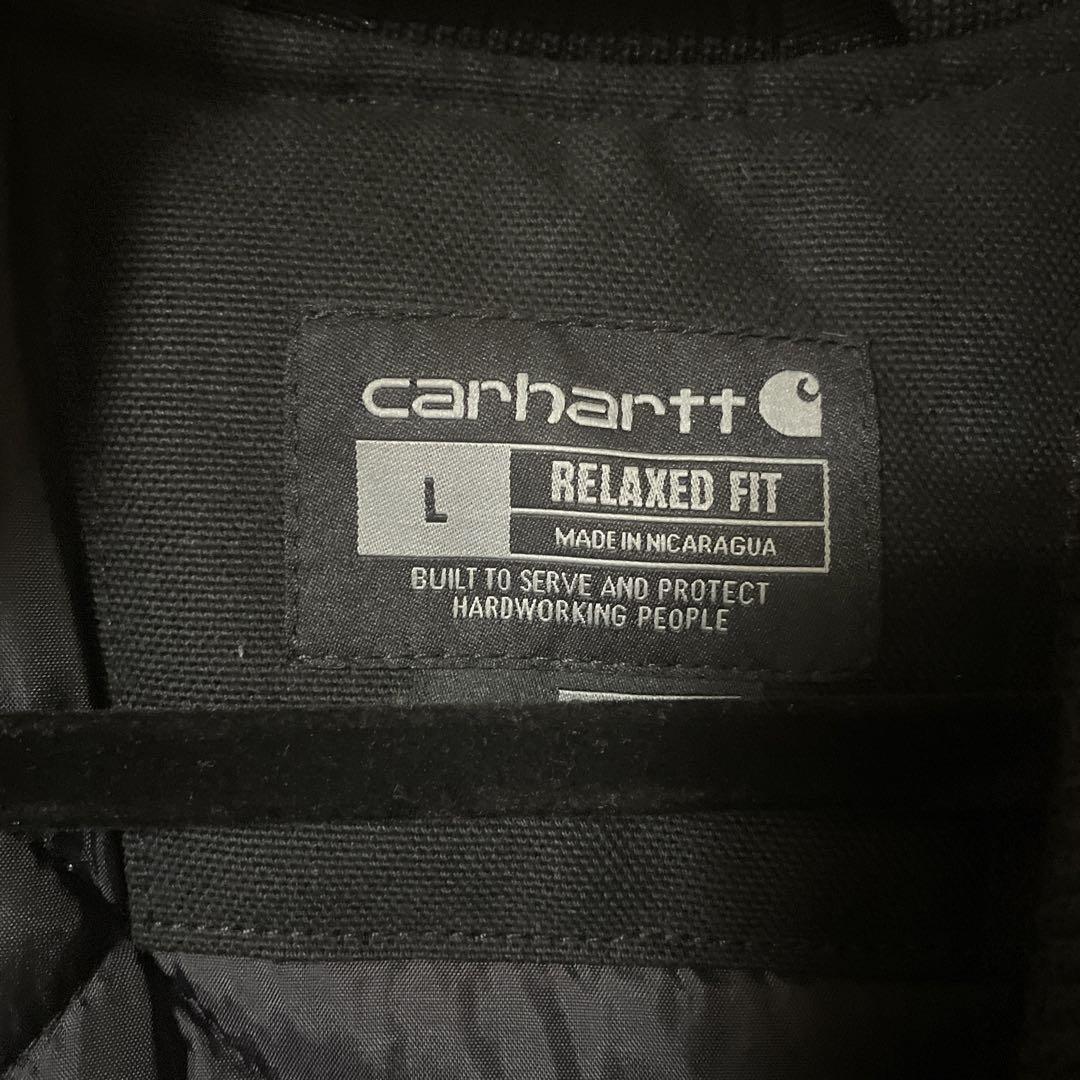 carhartt
L
RELAXED FIT
MADE IN NICARAGUA
BUILT TO SERVE AND PROTECT
HARDWORKING PEOPLE